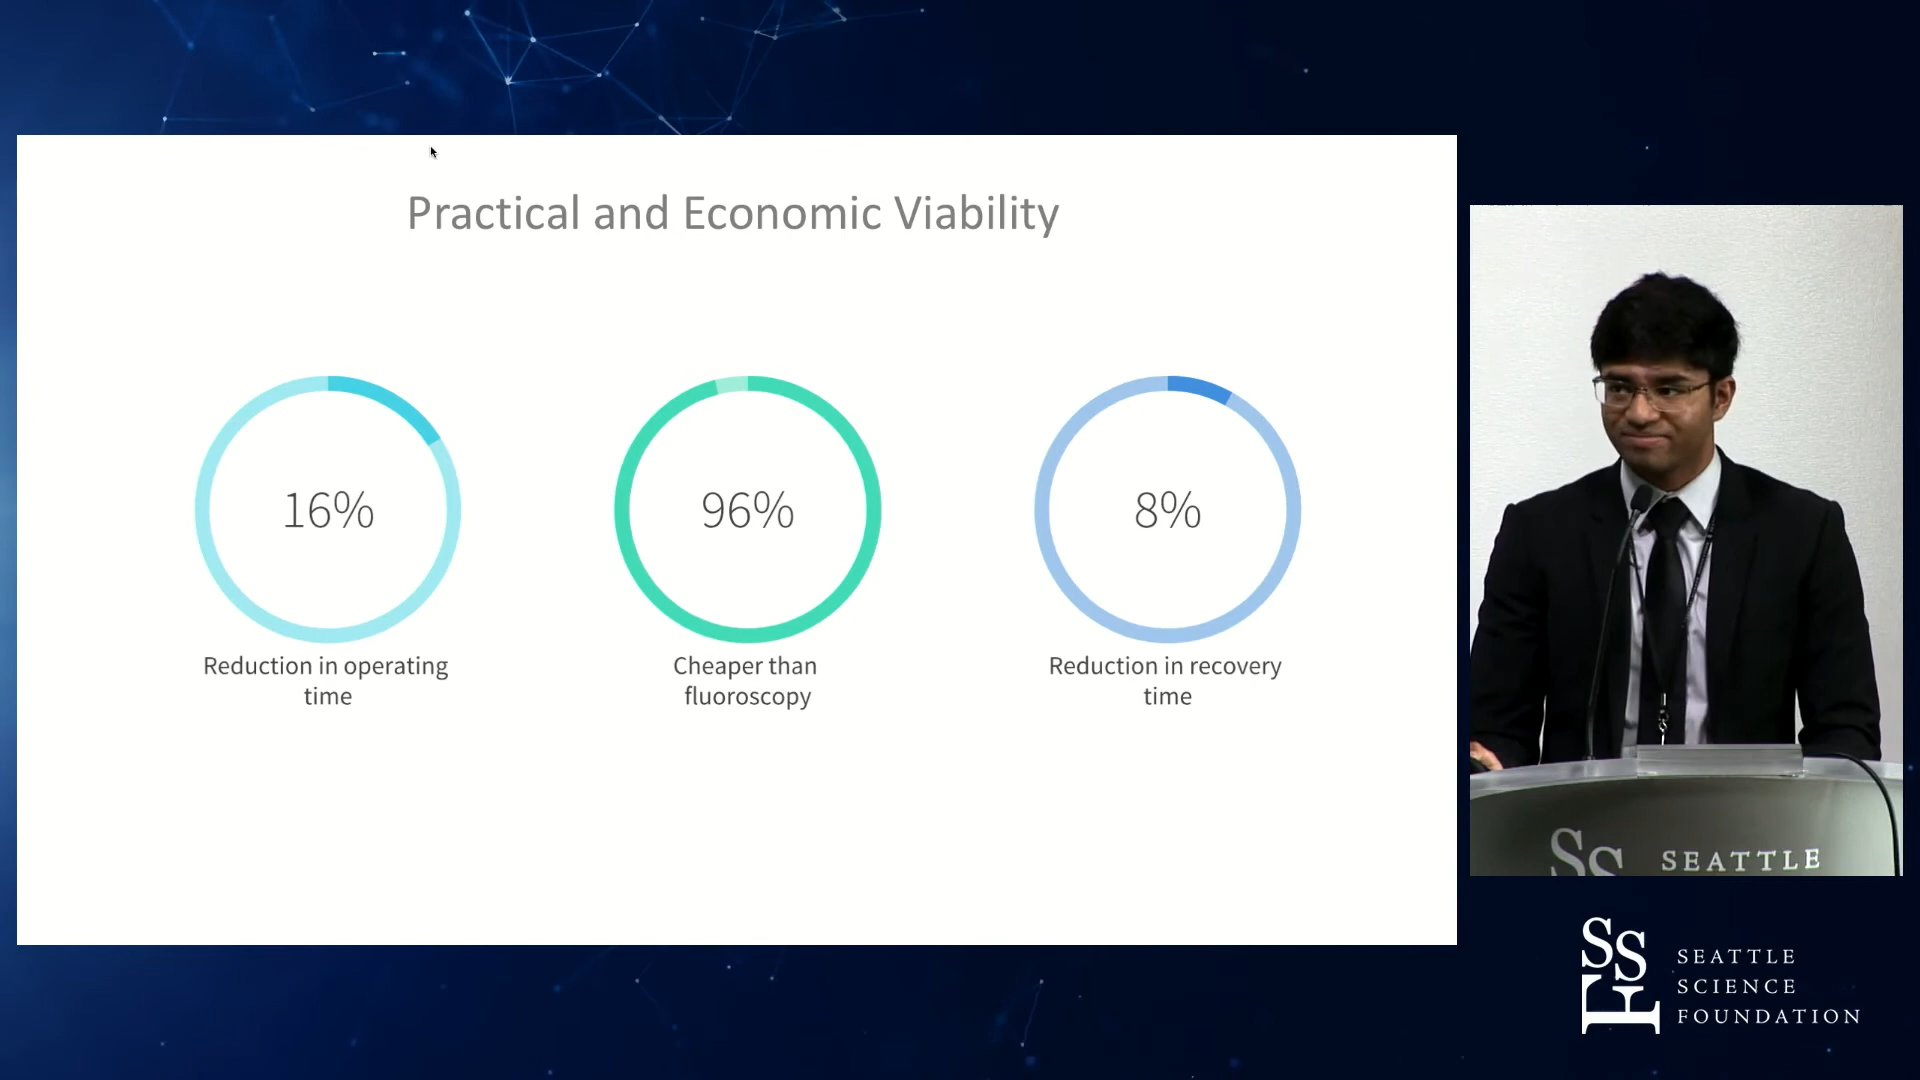 Practical and Economic Viability
16%
Reduction in operating
time
96%
Cheaper than
fluoroscopy
8%
Reduction in recovery
time
SS
SEATTLE
SSF
SEATTLE
SCIENCE
FOUNDATION